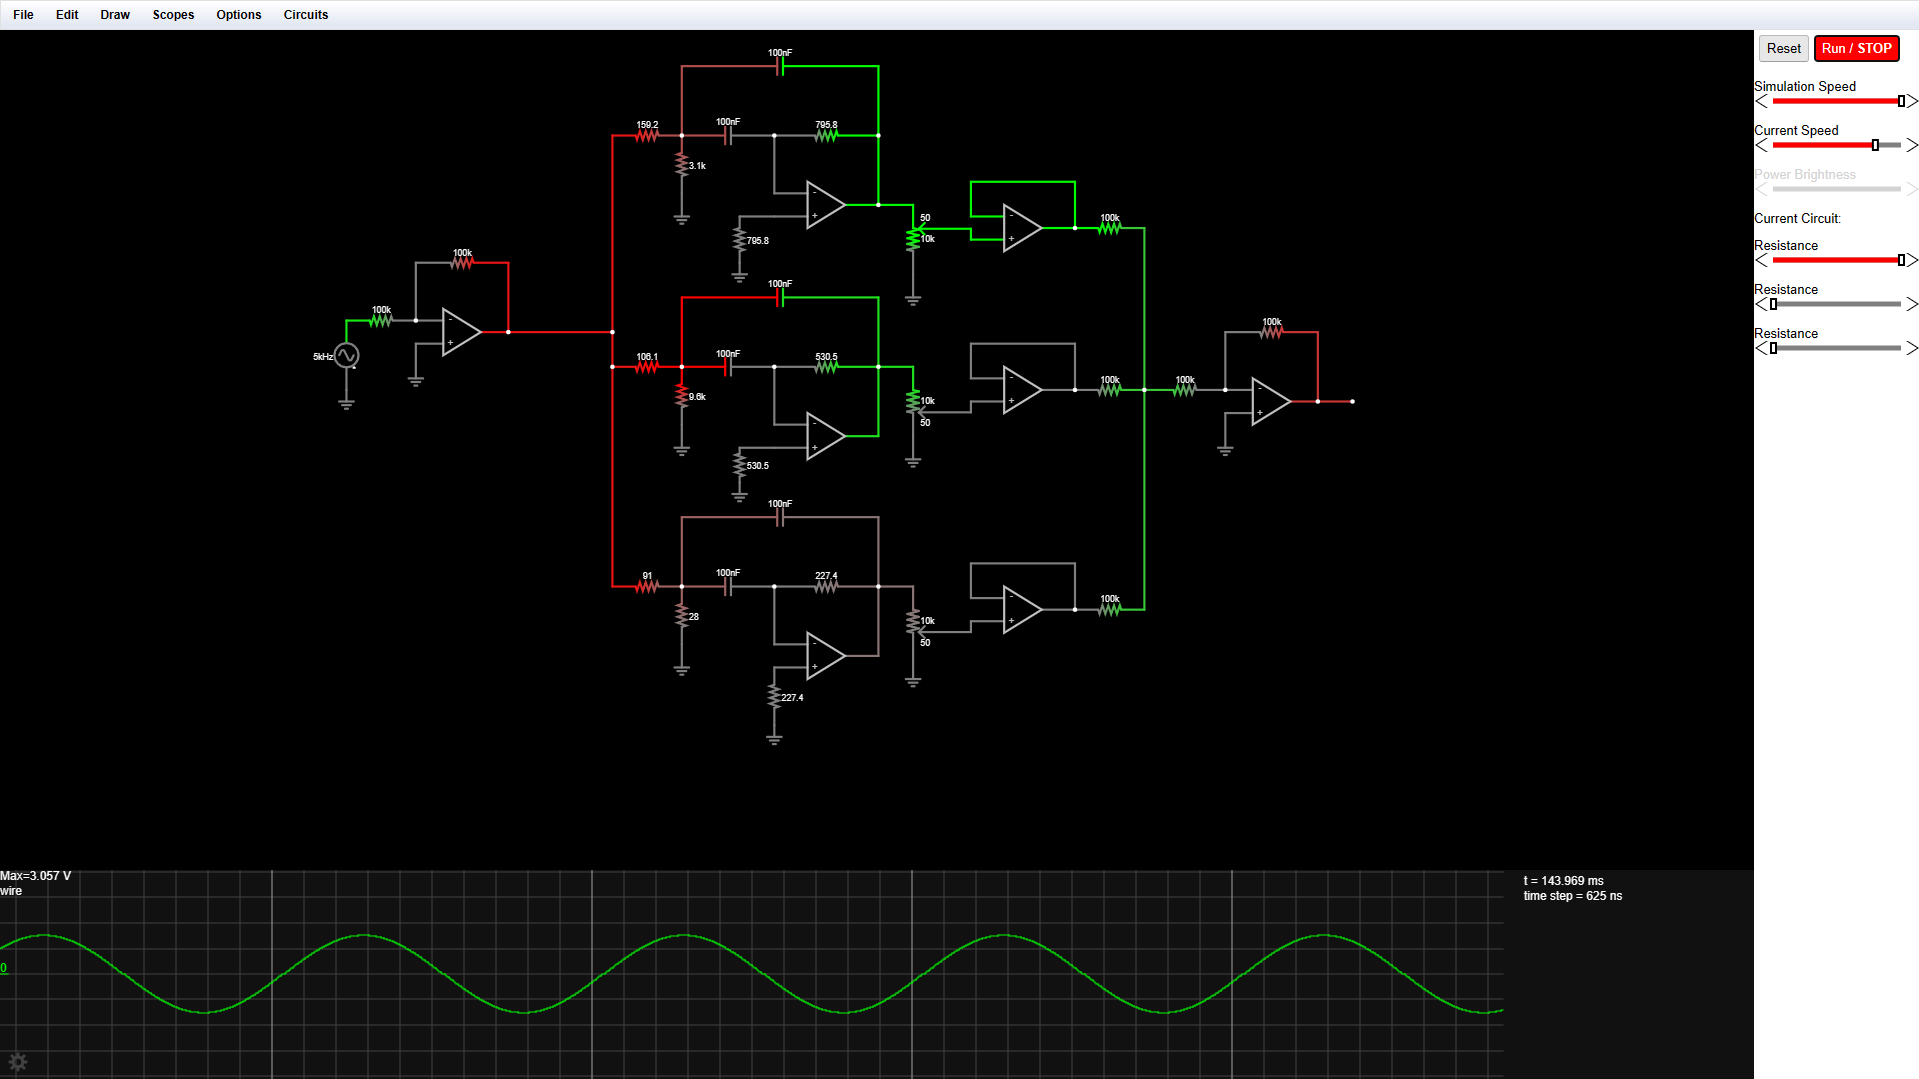 File Edit Draw Scopes Options Circuits
Reset Run / STOP
Simulation Speed
Current Speed
Power Brightness
Current Circuit:
Resistance
Resistance
Resistance
100nF
159.2
100nF
795.8
3.1k
-
+
795.8
50
10k
-
+
100k
100k
100k
-
+
5kHz
100nF
106.1
100nF
530.5
9.6k
-
+
530.5
10k
50
-
+
100k
100k
100k
-
+
100nF
91
100nF
227.4
28
-
+
227.4
10k
50
-
+
100k
Max=3.057 V
wire
0
t = 143.969 ms
time step = 625 ns